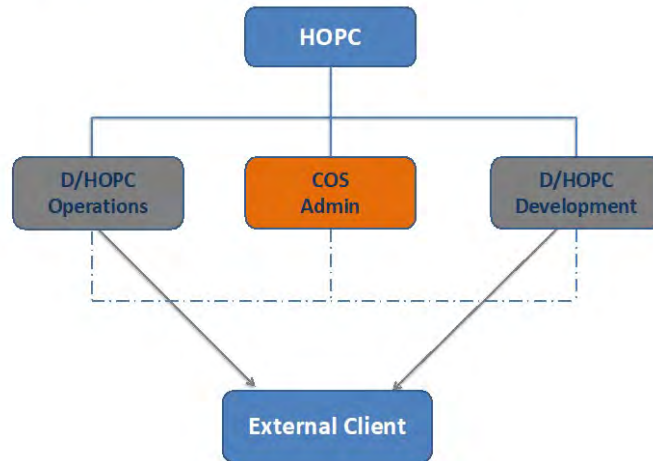 HOPC
D/HOPC
Operations
COS
Admin
D/HOPC
Development
External Client